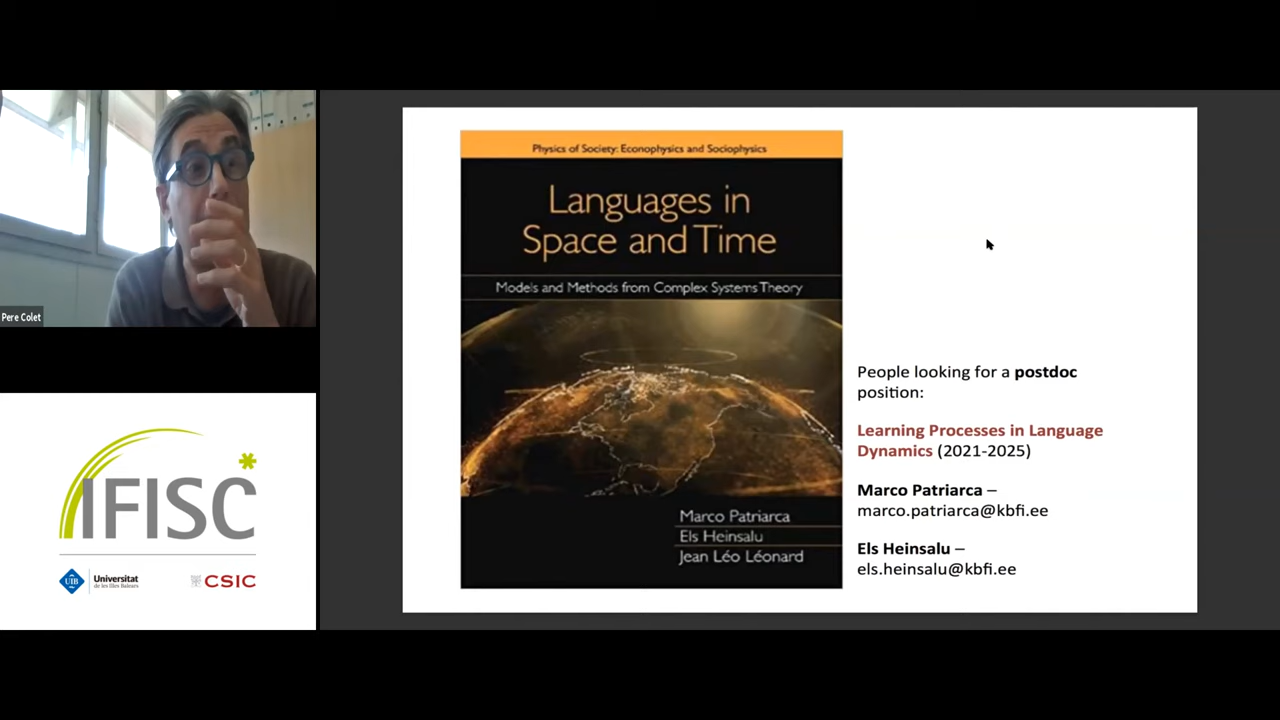 Pere Colet
IFISC
UIB
Universitat
de les Illes Balears
CSIC
Physics of Society: Econophysics and Sociophysics
Languages in
Space and Time
Models and Methods from Complex Systems Theory
Marco Patriarca
Els Heinsalu
Jean Léo Léonard
People looking for a postdoc
position:
Learning Processes in Language
Dynamics (2021-2025)
Marco Patriarca –
marco.patriarca@kbfi.ee
Els Heinsalu –
els.heinsalu@kbfi.ee